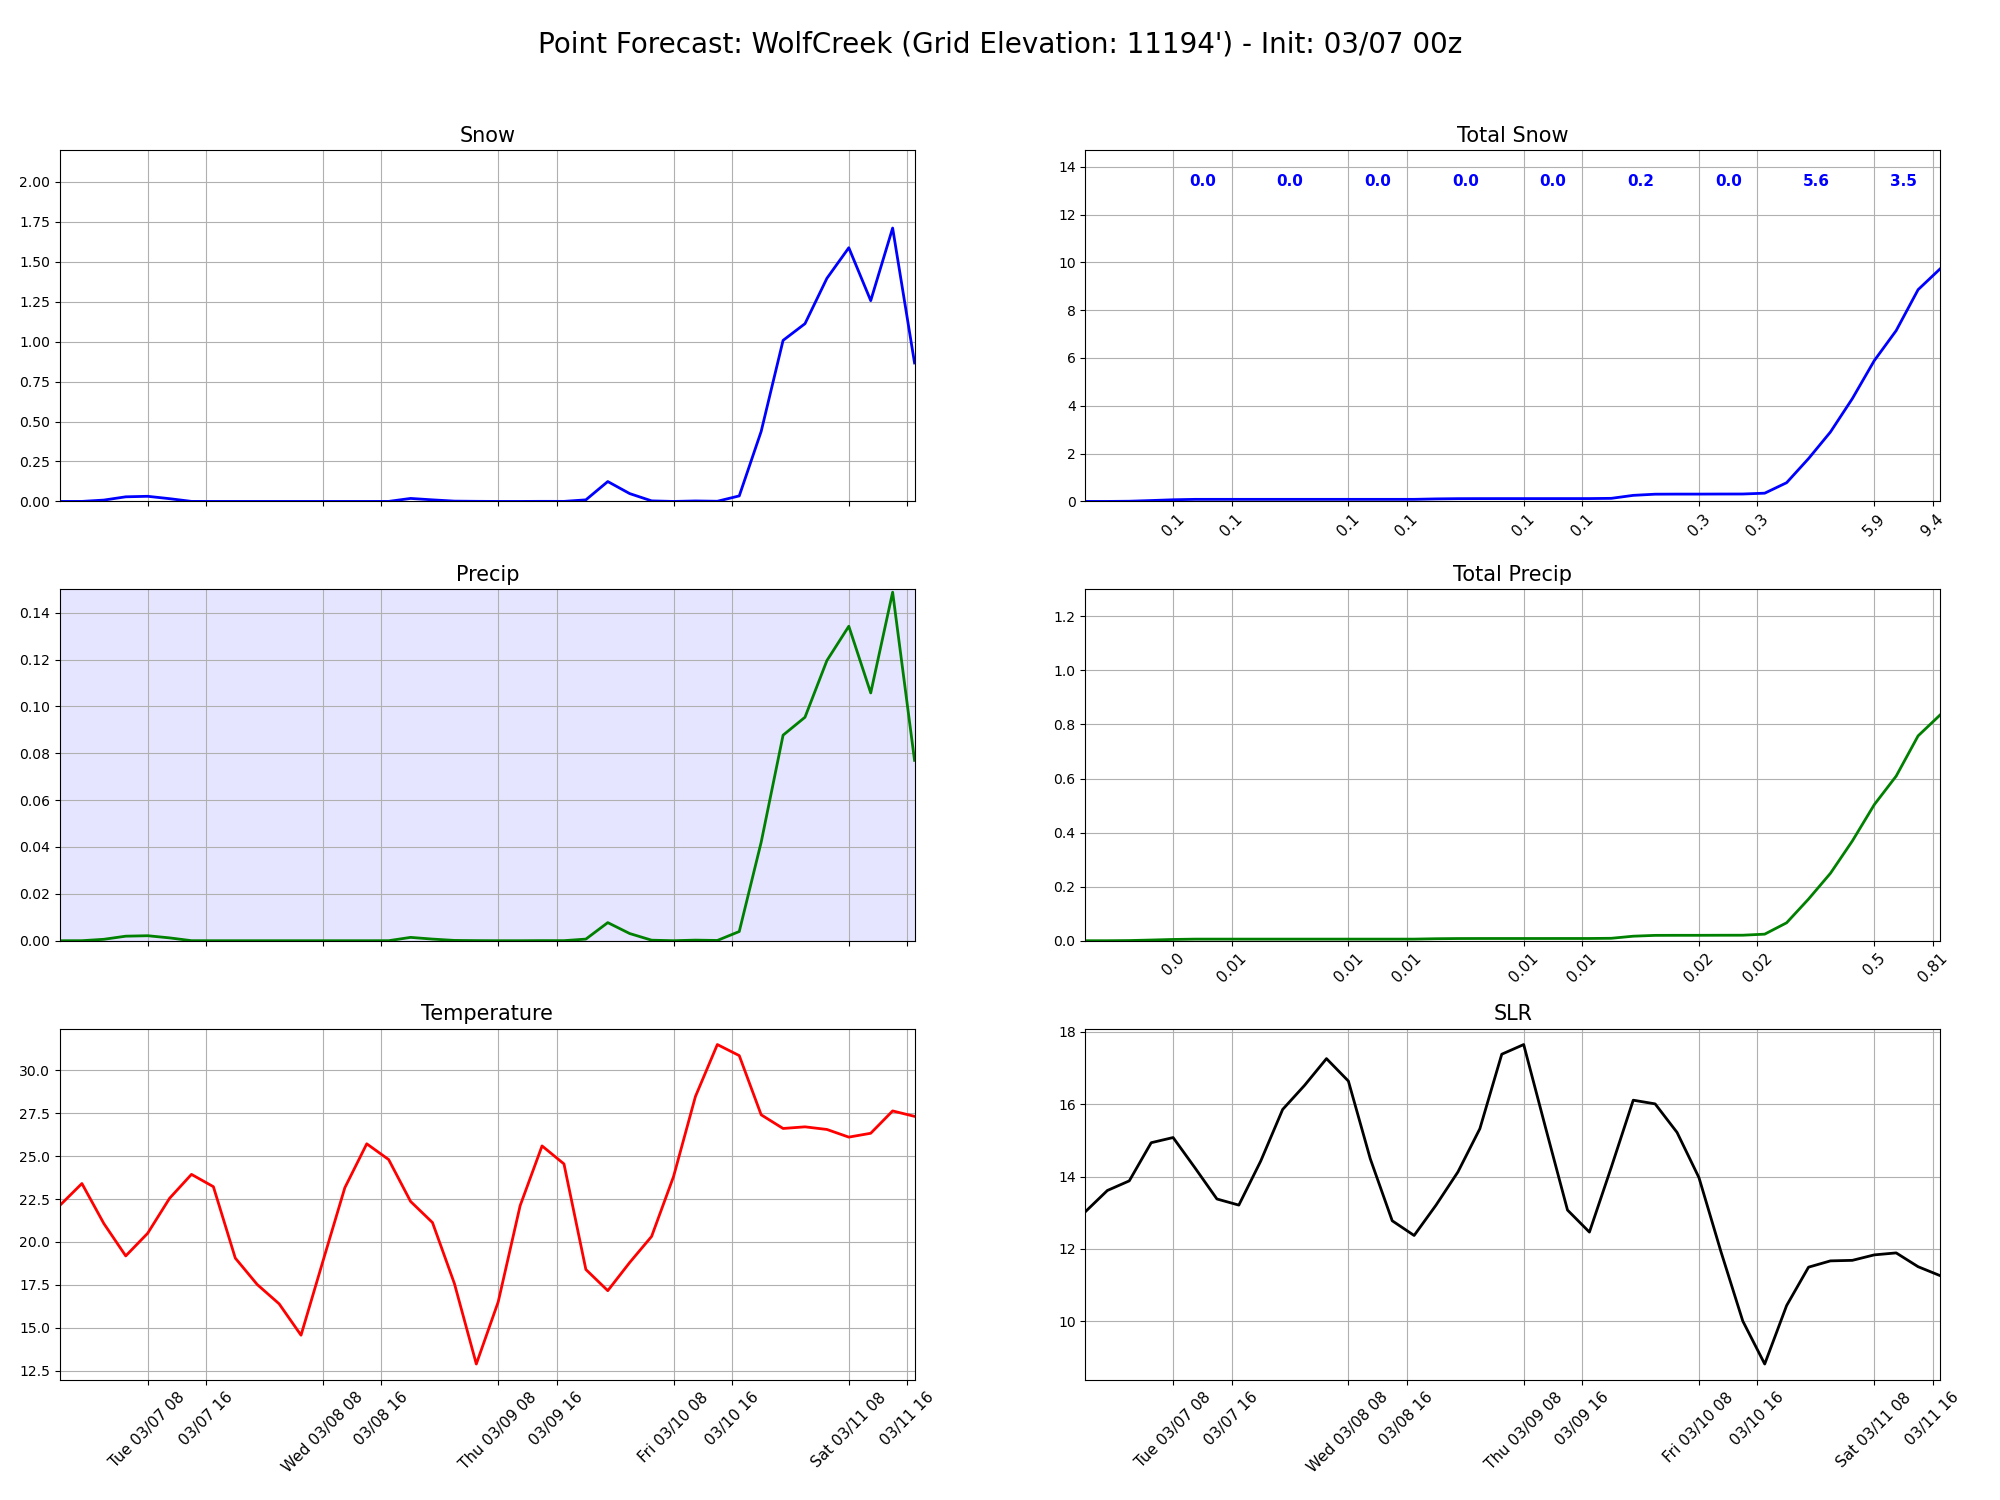 Point Forecast: WolfCreek (Grid Elevation: 11194') - Init: 03/07 00z
Snow
2.00
1.75
1.50
1.25
1.00
0.75
0.50
0.25
0.00
Total Snow
14
12
10
8
6
4
2
0
0.0 0.0 0.0 0.0 0.0 0.2 0.0 5.6 3.5
0.1 0.1 0.1 0.1 0.1 0.1 0.3 0.3 5.9 9.4
Precip
0.14
0.12
0.10
0.08
0.06
0.04
0.02
0.00
Total Precip
1.2
1.0
0.8
0.6
0.4
0.2
0.0
0.0 0.01 0.01 0.01 0.01 0.01 0.02 0.02 0.5 0.81
Temperature
30.0
27.5
25.0
22.5
20.0
17.5
15.0
12.5
Tue 03/07 08
03/07 16
Wed 03/08 08
03/08 16
Thu 03/09 08
03/09 16
Fri 03/10 08
03/10 16
Sat 03/11 08
03/11 16
SLR
18
16
14
12
10
Tue 03/07 08
03/07 16
Wed 03/08 08
03/08 16
Thu 03/09 08
03/09 16
Fri 03/10 08
03/10 16
Sat 03/11 08
03/11 16